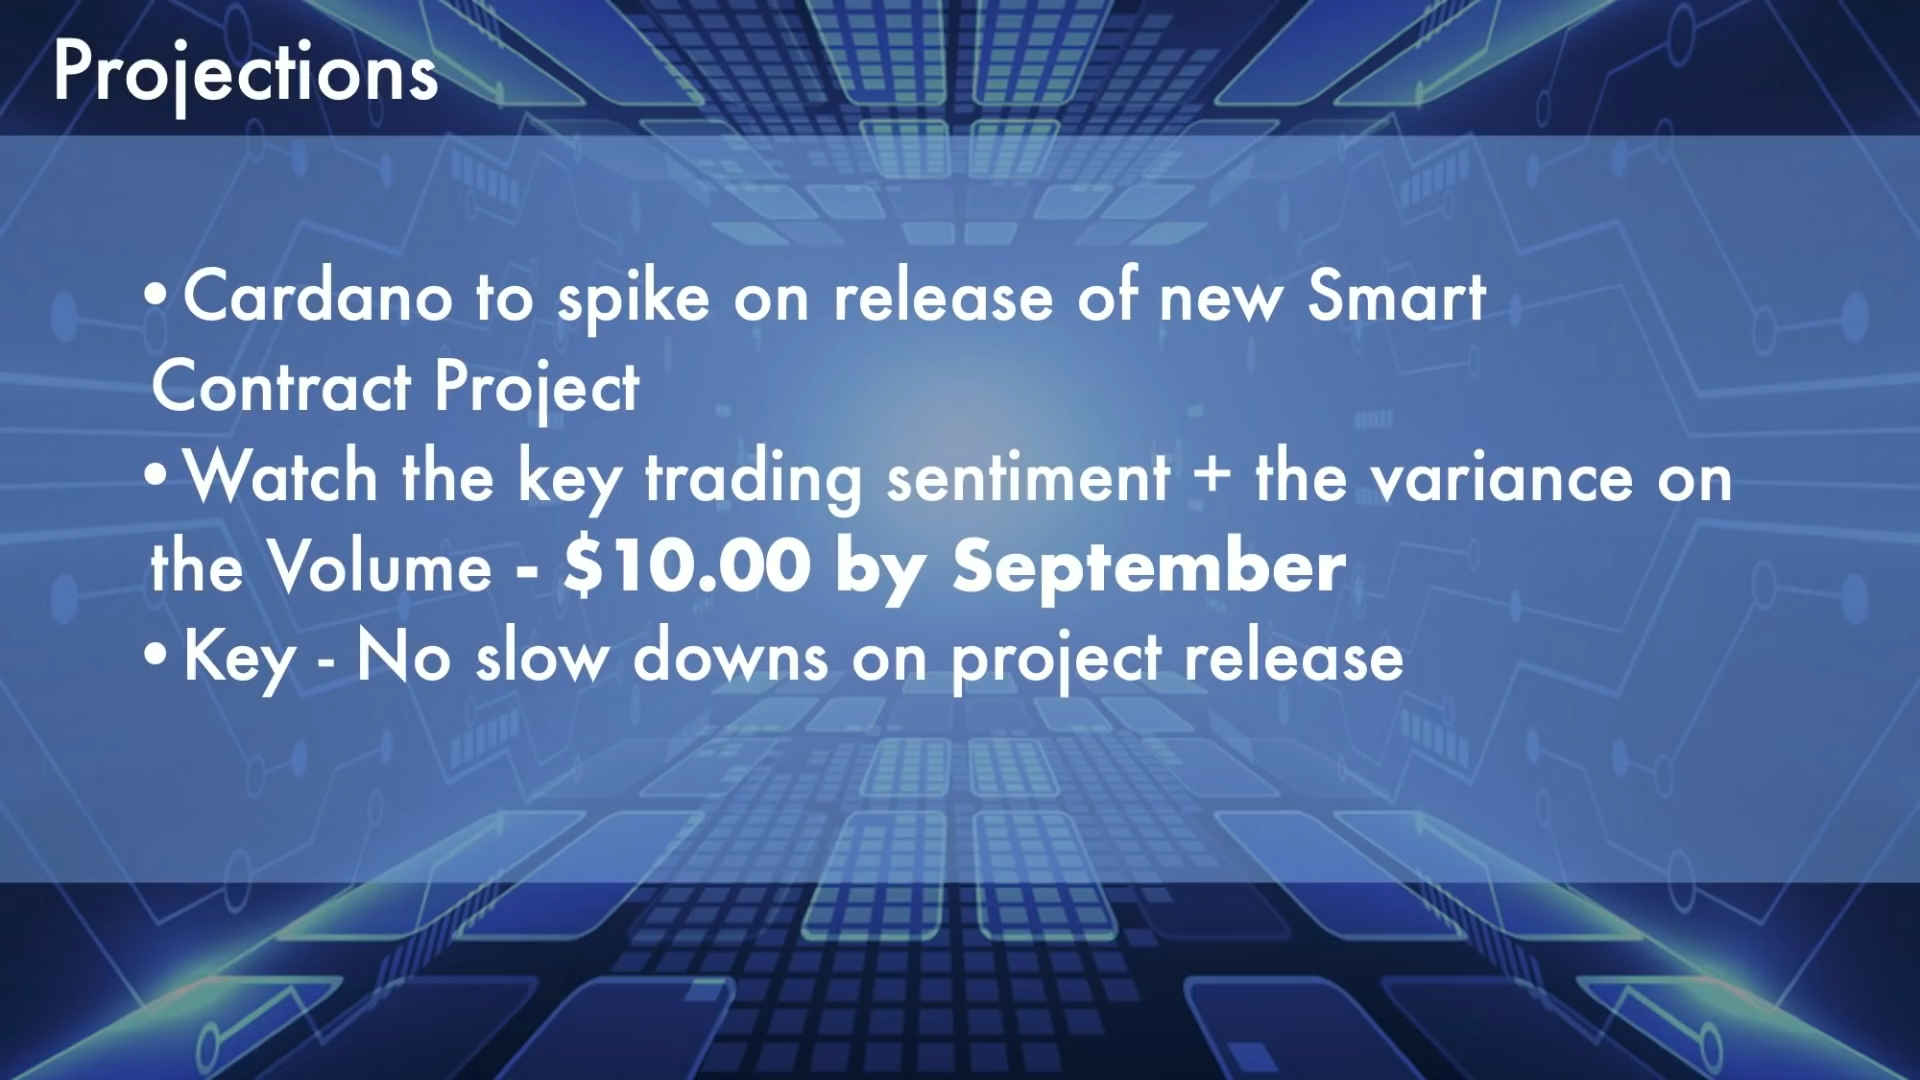 Projections
•Cardano to spike on release of new Smart
Contract Project
•Watch the key trading sentiment + the variance on
the Volume - $10.00 by September
•Key - No slow downs on project release